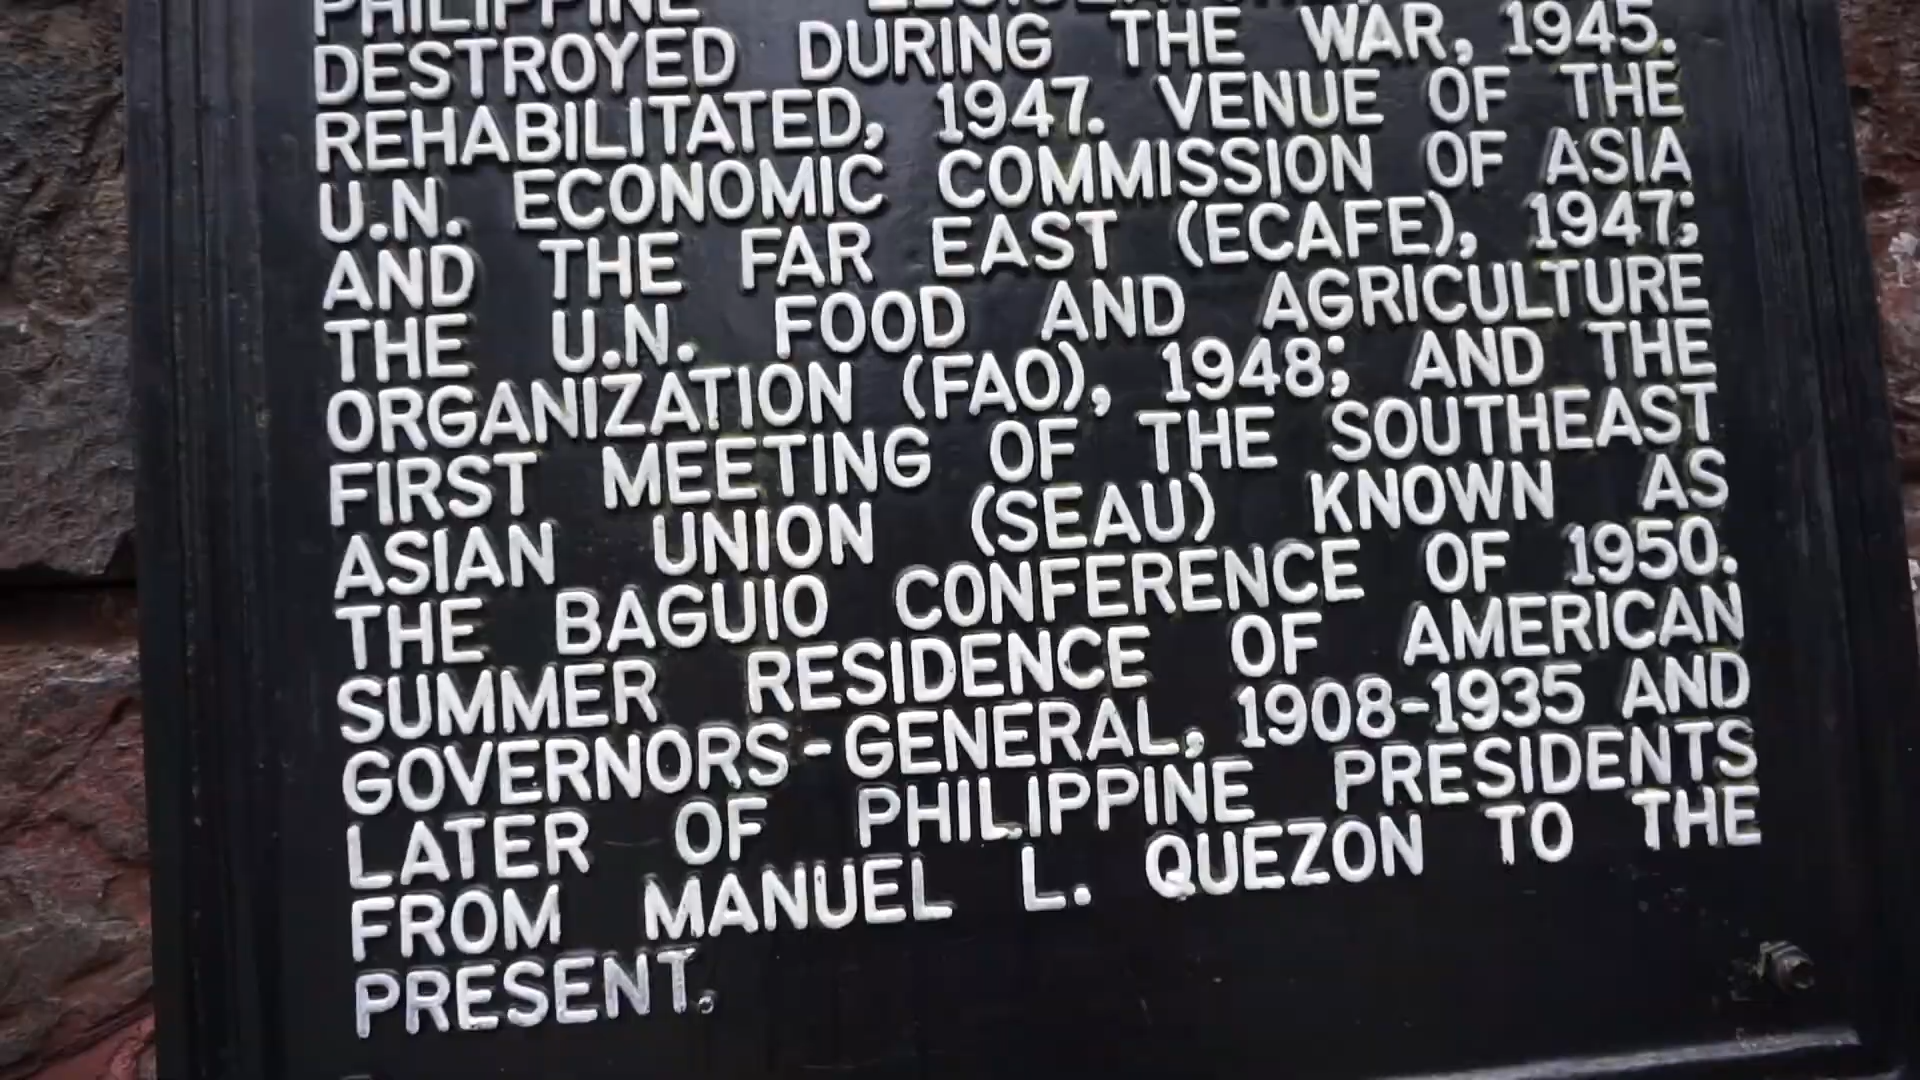 PHILIPPINE
DESTROYED DURING THE WAR, 1945.
REHABILITATED, 1947. VENUE OF THE
U.N. ECONOMIC COMMISSION OF ASIA
AND THE FAR EAST (ECAFE), 1947;
THE U.N. FOOD AND AGRICULTURE
ORGANIZATION (FAO), 1948; AND THE
FIRST MEETING OF THE SOUTHEAST
ASIAN UNION (SEAU) KNOWN AS
THE BAGUIO CONFERENCE OF 1950.
SUMMER RESIDENCE OF AMERICAN
GOVERNORS-GENERAL, 1908-1935 AND
LATER OF PHILIPPINE PRESIDENTS
FROM MANUEL L. QUEZON TO THE
PRESENT.